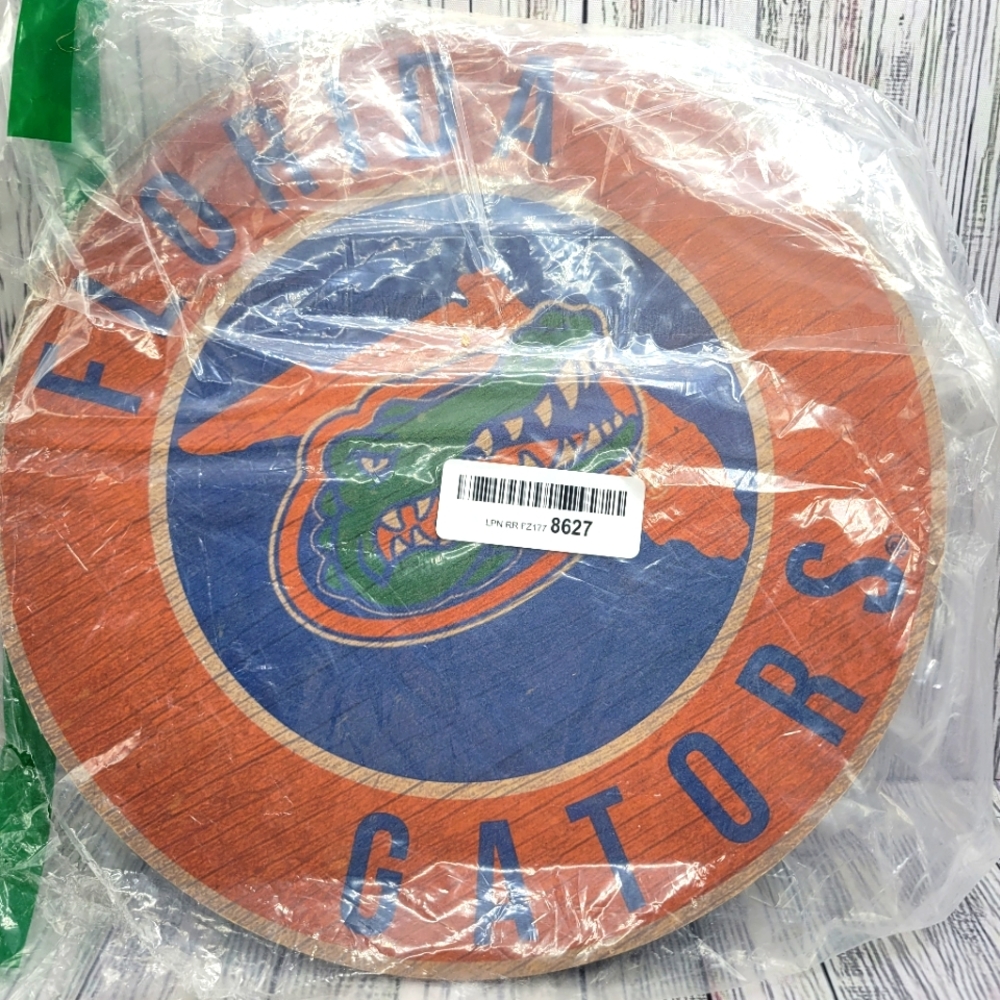 FLORIDA
GATORS
LPN RR FZ177 8627